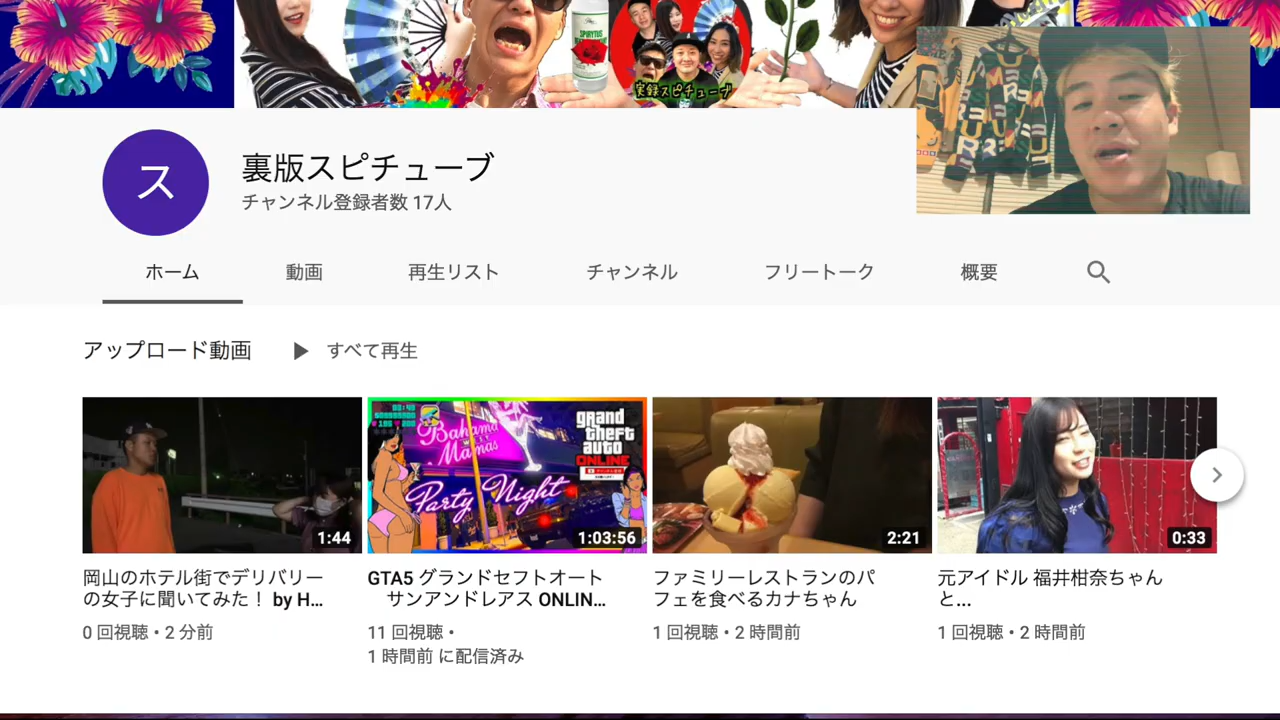 SPIRYTUS
実録スピチューブ
ス
裏版スピチューブ
チャンネル登録者数 17人
ホーム
動画
再生リスト
チャンネル
フリートーク
概要
アップロード動画
すべて再生
1:44
Bahama
Mamas
Party Night
grand
theft
auto
ONLINE
1:03:56
2:21
0:33
岡山のホテル街でデリバリー
の女子に聞いてみた！ by H...
0 回視聴・2 分前
GTA5 グランドセフトオート
サンアンドレアス ONLIN...
11 回視聴・
1 時間前 に配信済み
ファミリーレストランのパ
フェを食べるカナちゃん
1 回視聴・2 時間前
元アイドル 福井柑奈ちゃん
と...
1 回視聴・2 時間前